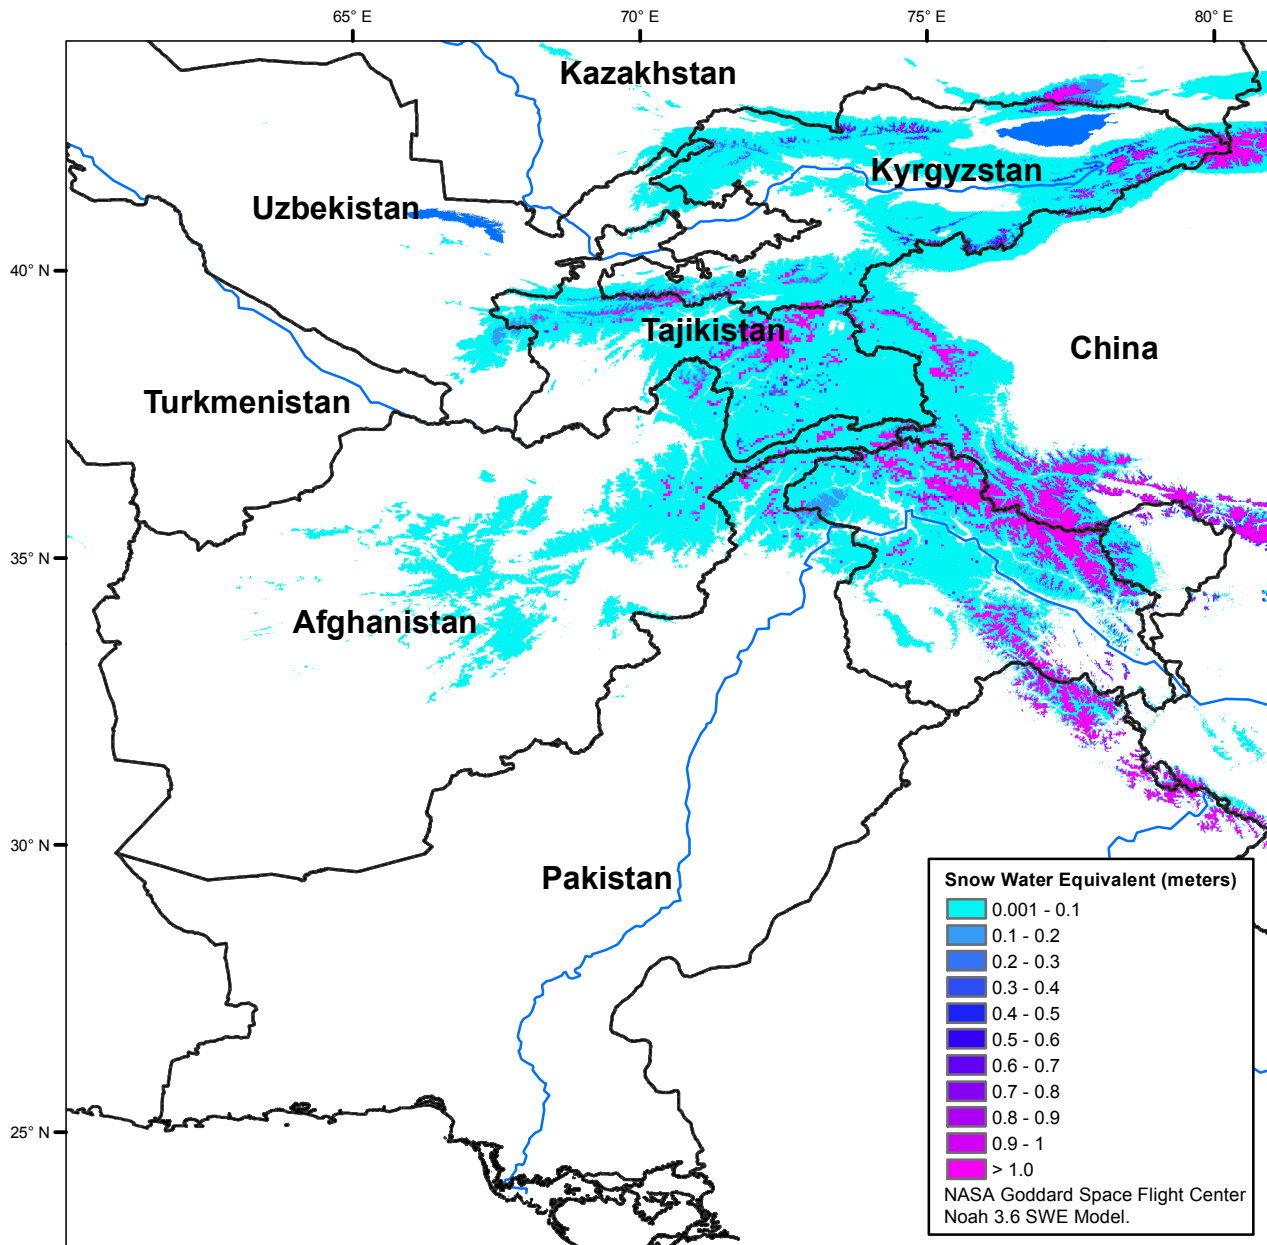 65° E
70° E
75° E
80° E
Kazakhstan
Kyrgyzstan
Uzbekistan
40° N
Tajikistan
China
Turkmenistan
35° N
Afghanistan
30° N
Pakistan
Snow Water Equivalent (meters)
0.001 - 0.1
0.1 - 0.2
0.2 - 0.3
0.3 - 0.4
0.4 - 0.5
0.5 - 0.6
0.6 - 0.7
0.7 - 0.8
0.8 - 0.9
0.9 - 1
> 1.0
NASA Goddard Space Flight Center
Noah 3.6 SWE Model.
25° N